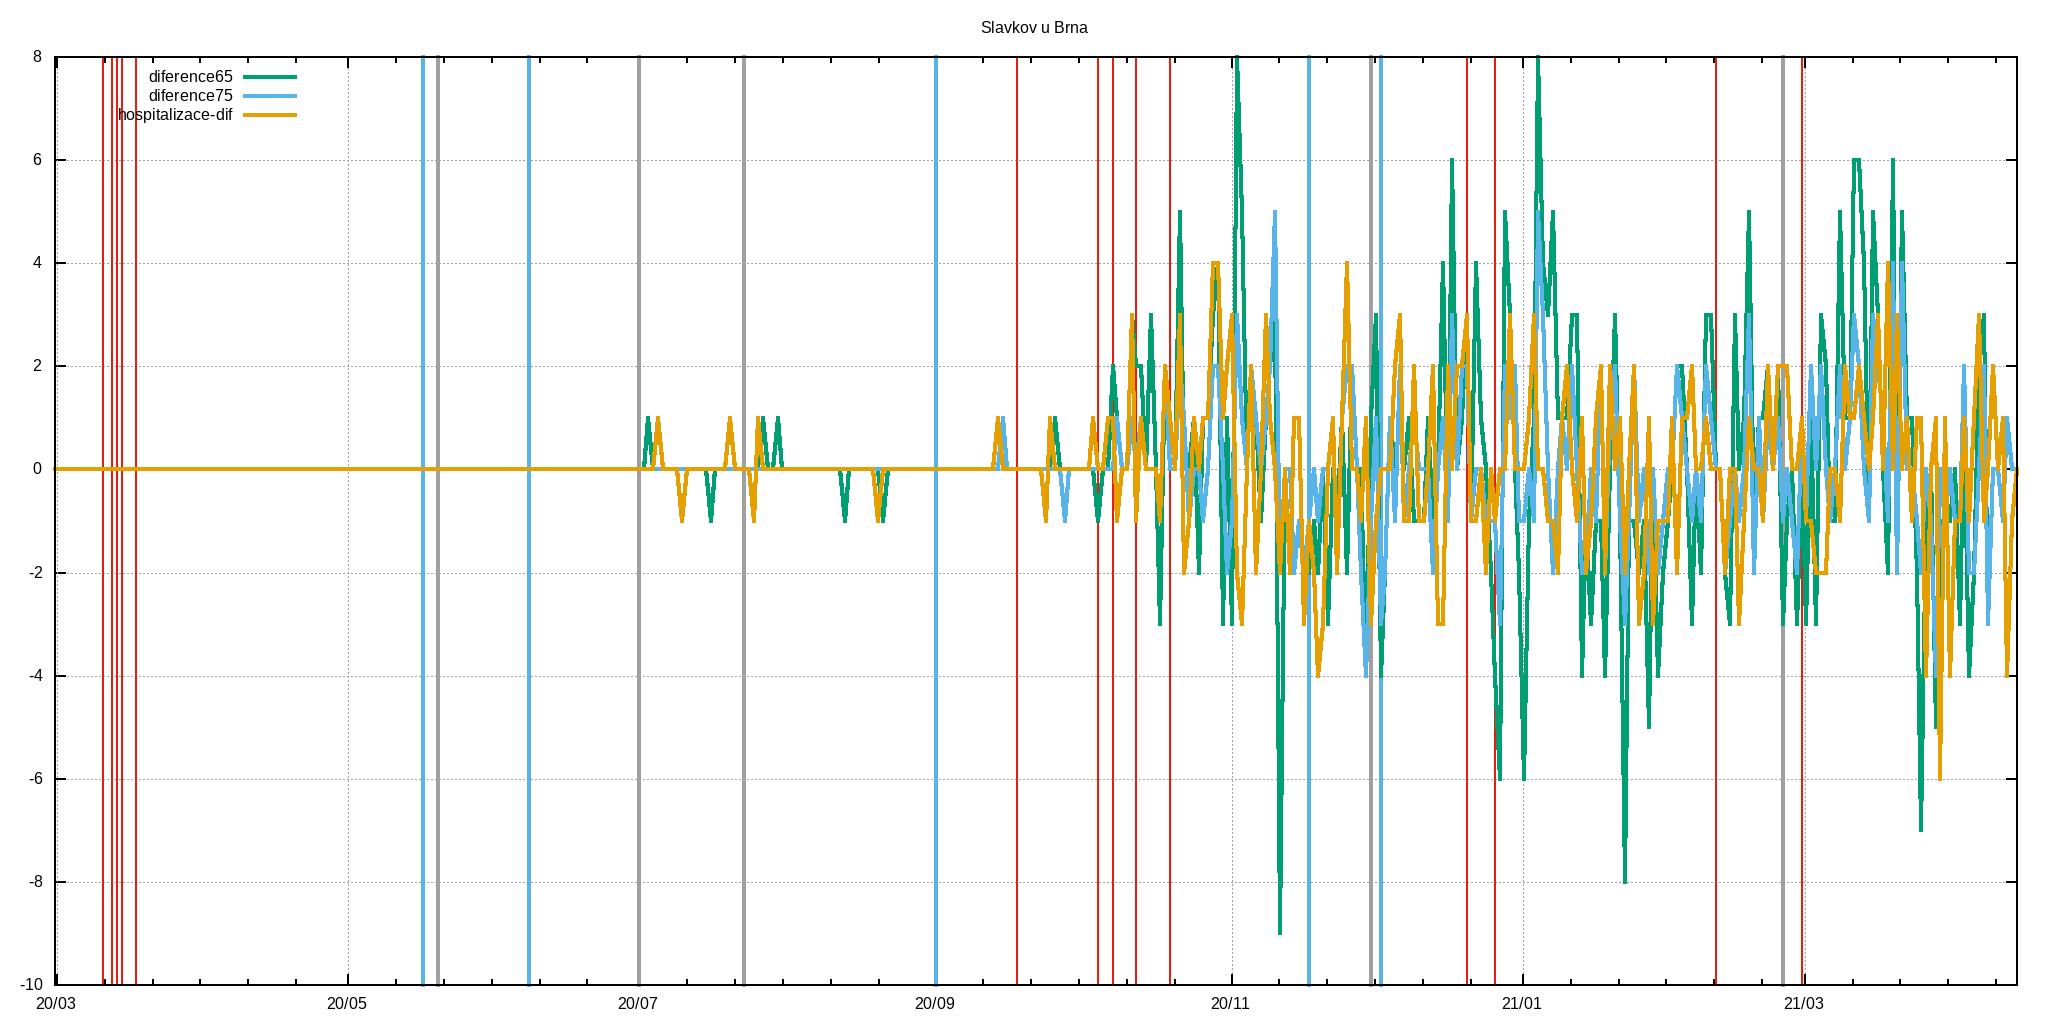 Slavkov u Brna
8
diference65
diference75
hospitalizace-dif
6
4
2
0
-2
-4
-6
-8
-10
20/03 20/05 20/07 20/09 20/11 21/01 21/03